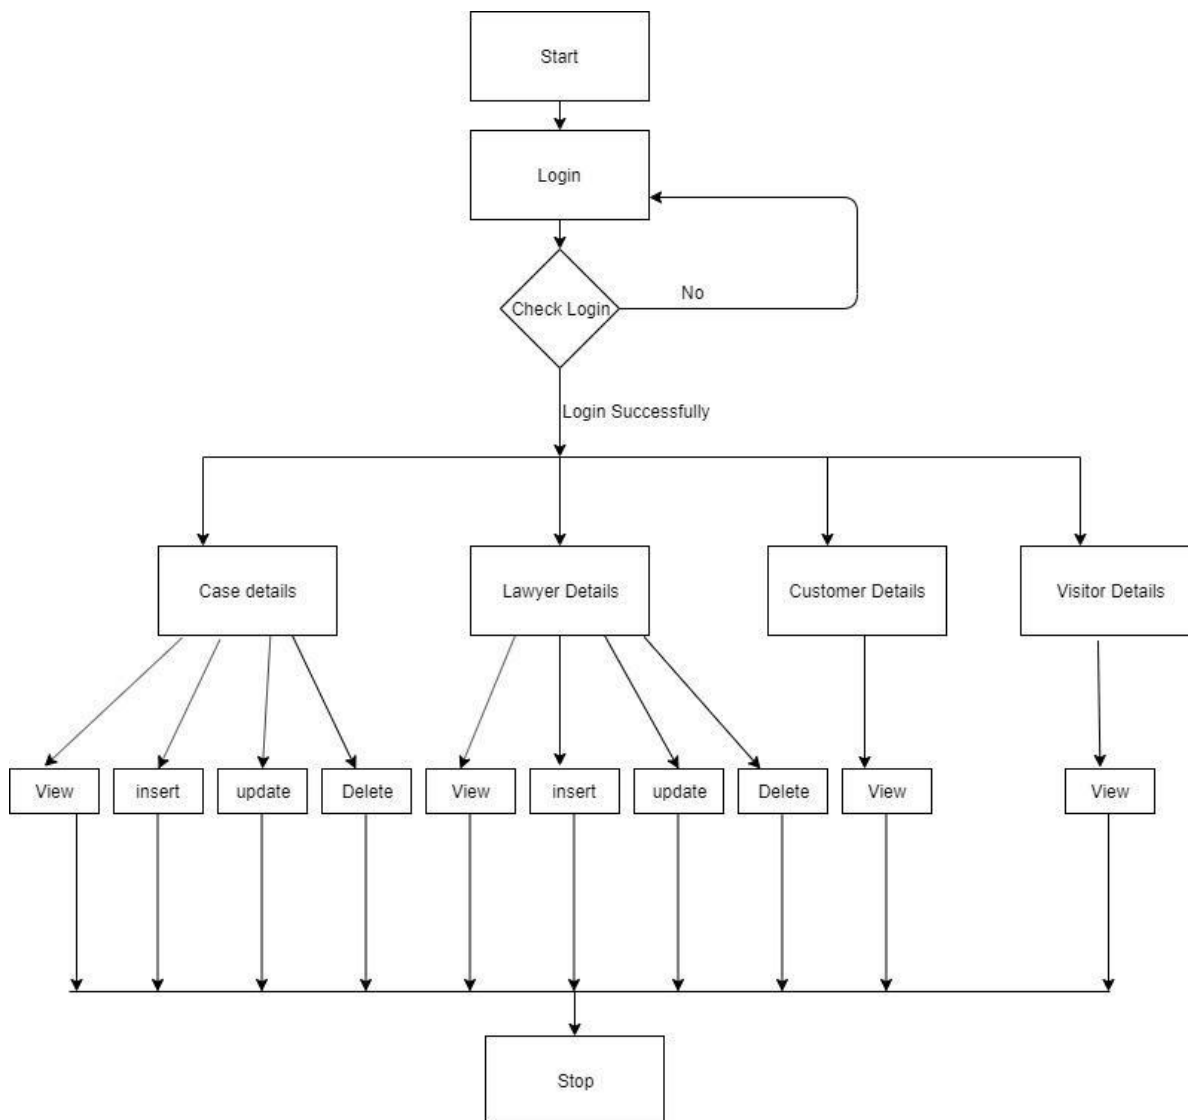 Start
Login
No
Check Login
Login Successfully
Case details
Lawyer Details
Customer Details
Visitor Details
View
insert
update
Delete
View
insert
update
Delete
View
View
Stop